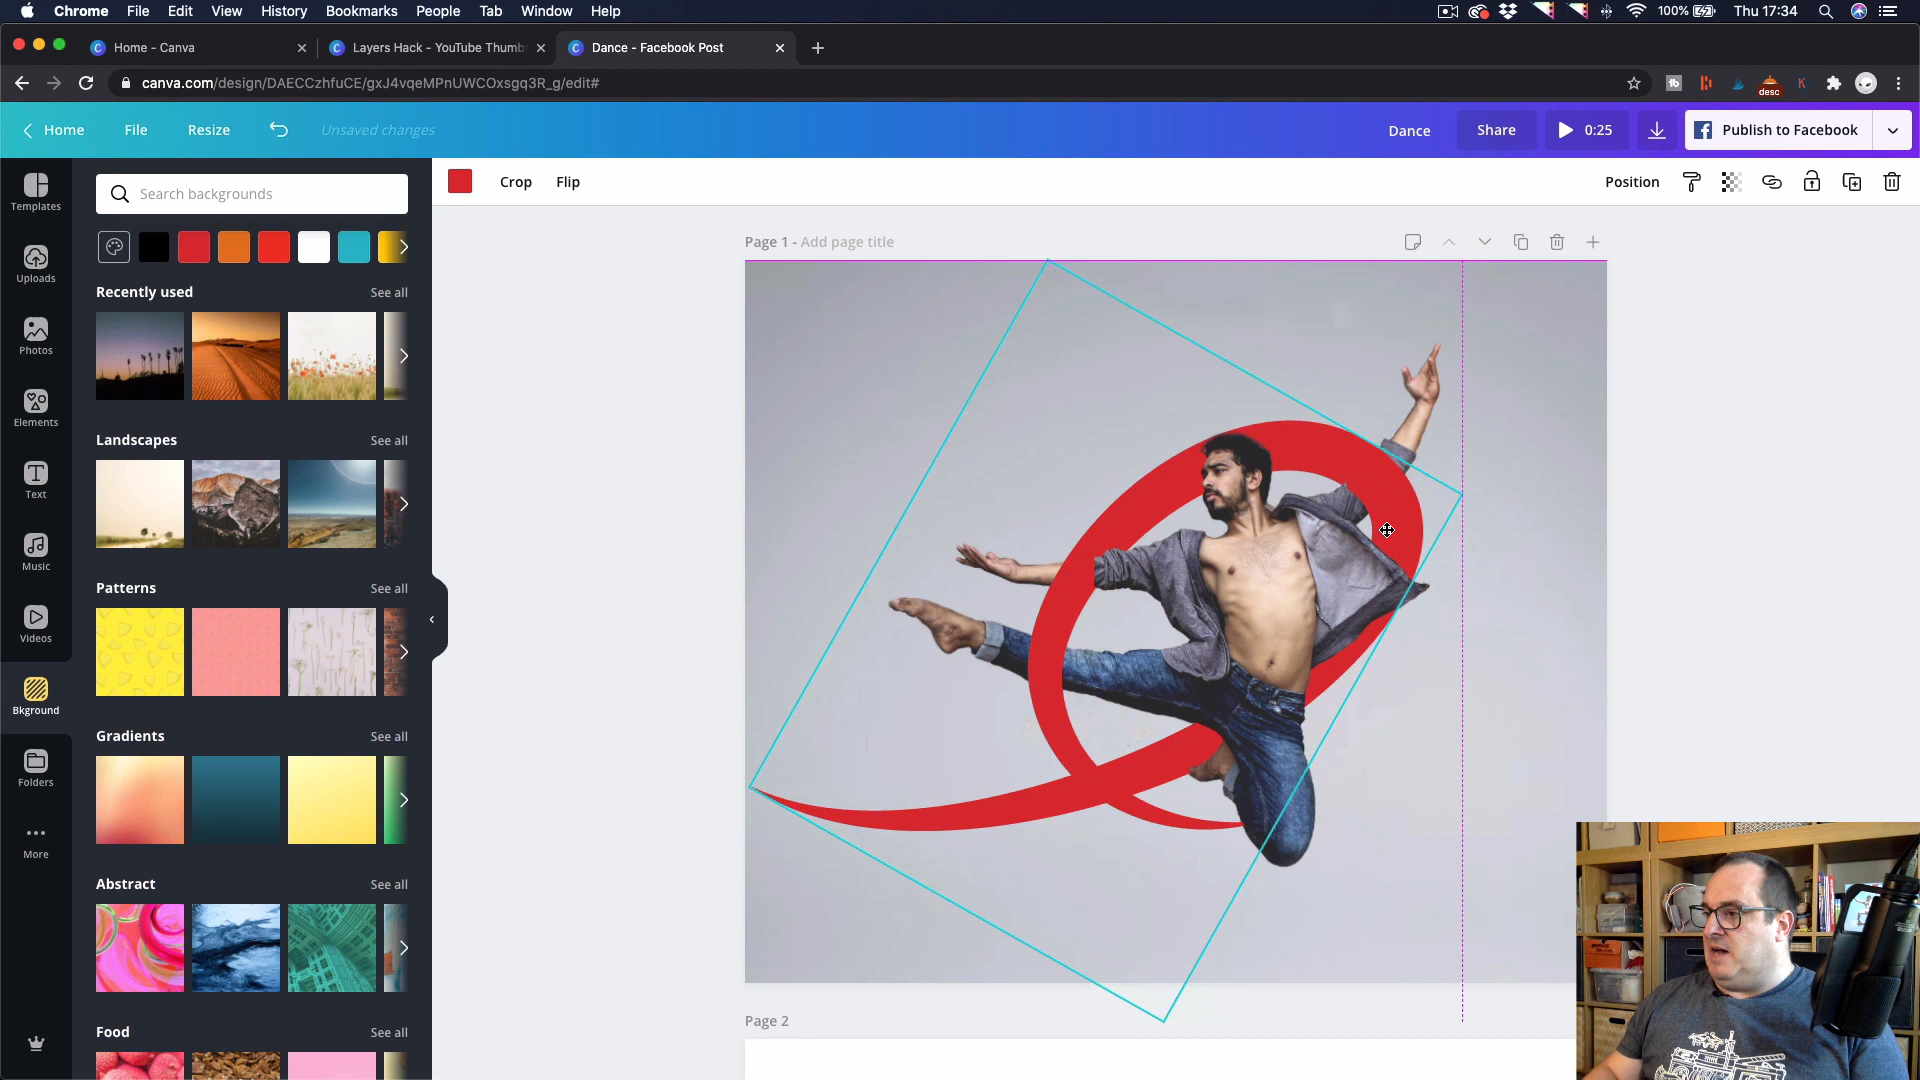 Chrome File Edit View History Bookmarks People Tab Window Help
100% Thu 17:34
Home - Canva
Layers Hack - YouTube Thumb
Dance - Facebook Post
canva.com/design/DAECCzhfuCE/gxJ4vqeMPnUWCOxsgq3R_g/edit#
desc
Home File Resize Unsaved changes
Dance Share 0:25 Publish to Facebook
Templates
Uploads
Photos
Elements
Text
Music
Videos
Bkground
Folders
More
Search backgrounds
Recently used See all
Landscapes See all
Patterns See all
Gradients See all
Abstract See all
Food See all
Crop Flip
Position
Page 1 - Add page title
Page 2